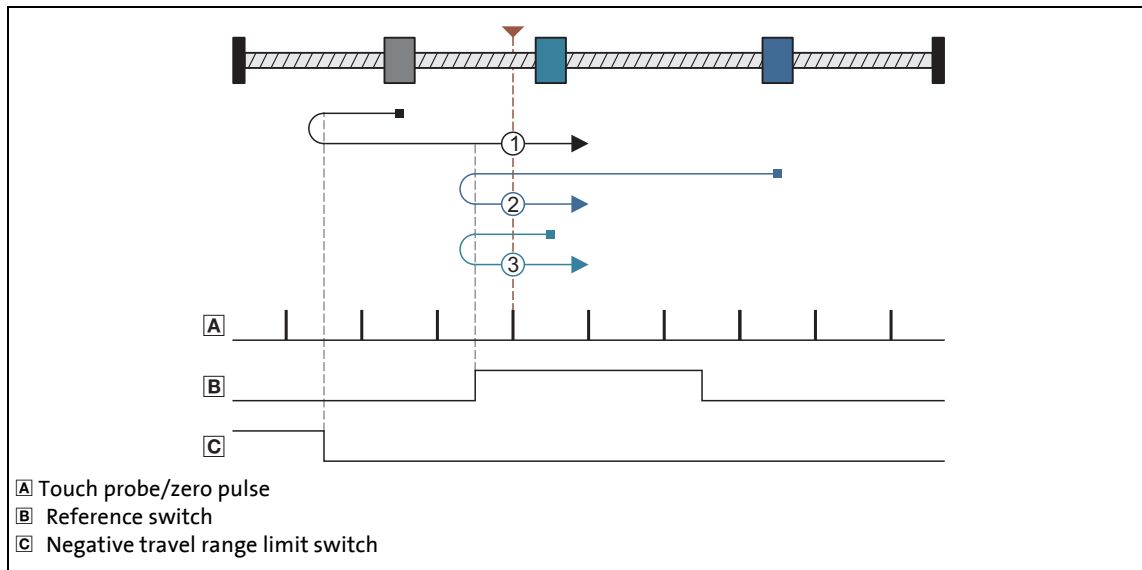 1
2
3
A
B
C
A Touch probe/zero pulse
B Reference switch
C Negative travel range limit switch